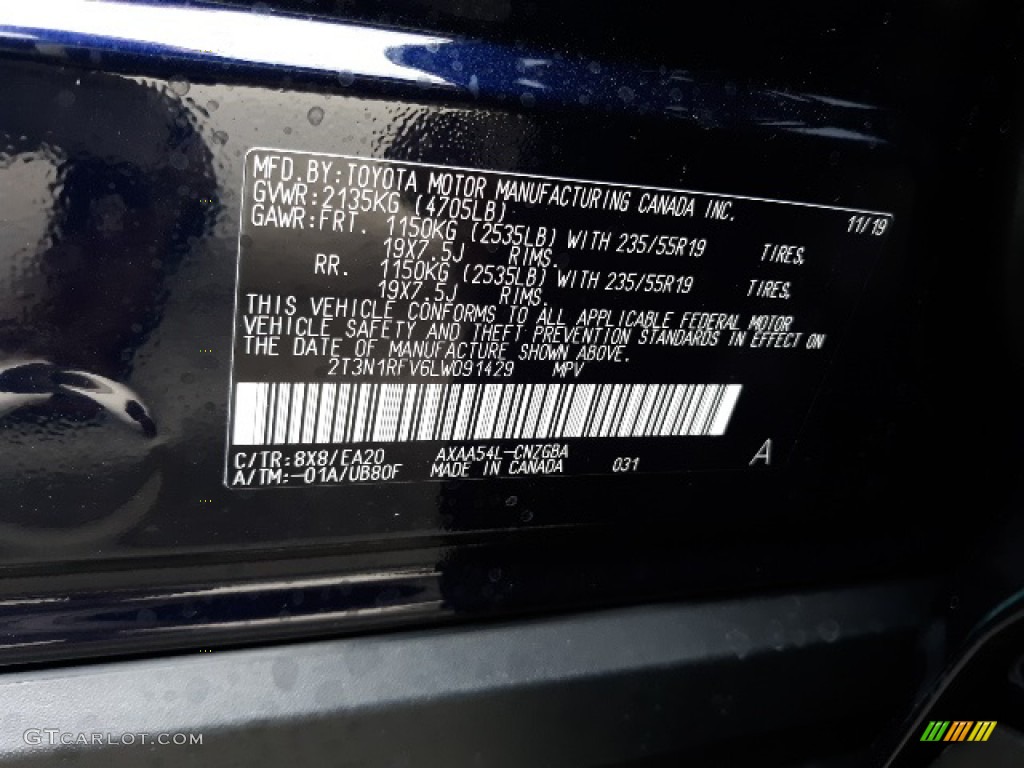 MFD.BY:TOYOTA MOTOR MANUFACTURING CANADA INC. 11/19
GVWR:2135KG (4705LB)
GAWR:FRT. 1150KG (2535LB) WITH 235/55R19 TIRES,
19X7.5J RIMS.
RR. 1150KG (2535LB) WITH 235/55R19 TIRES,
19X7.5J RIMS.
THIS VEHICLE CONFORMS TO ALL APPLICABLE FEDERAL MOTOR
VEHICLE SAFETY AND THEFT PREVENTION STANDARDS IN EFFECT ON
THE DATE OF MANUFACTURE SHOWN ABOVE.
2T3N1RFV6LW091429 MPV
C/TR:8X8/EA20 AXAA54L-CNZGBA
A/TM:-01A/UB80F MADE IN CANADA 031 A
GTCARLOT.COM